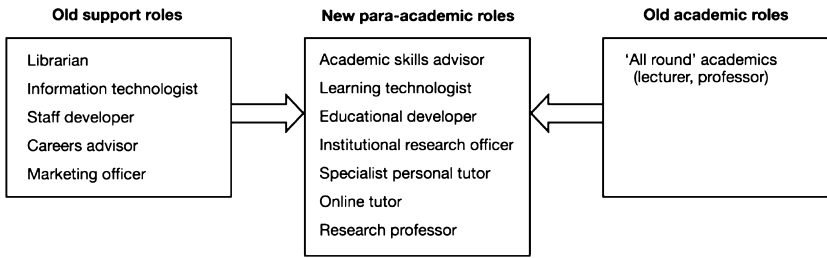 Old support roles
Librarian
Information technologist
Staff developer
Careers advisor
Marketing officer
New para-academic roles
Academic skills advisor
Learning technologist
Educational developer
Institutional research officer
Specialist personal tutor
Online tutor
Research professor
Old academic roles
‘All round’ academics
(lecturer, professor)